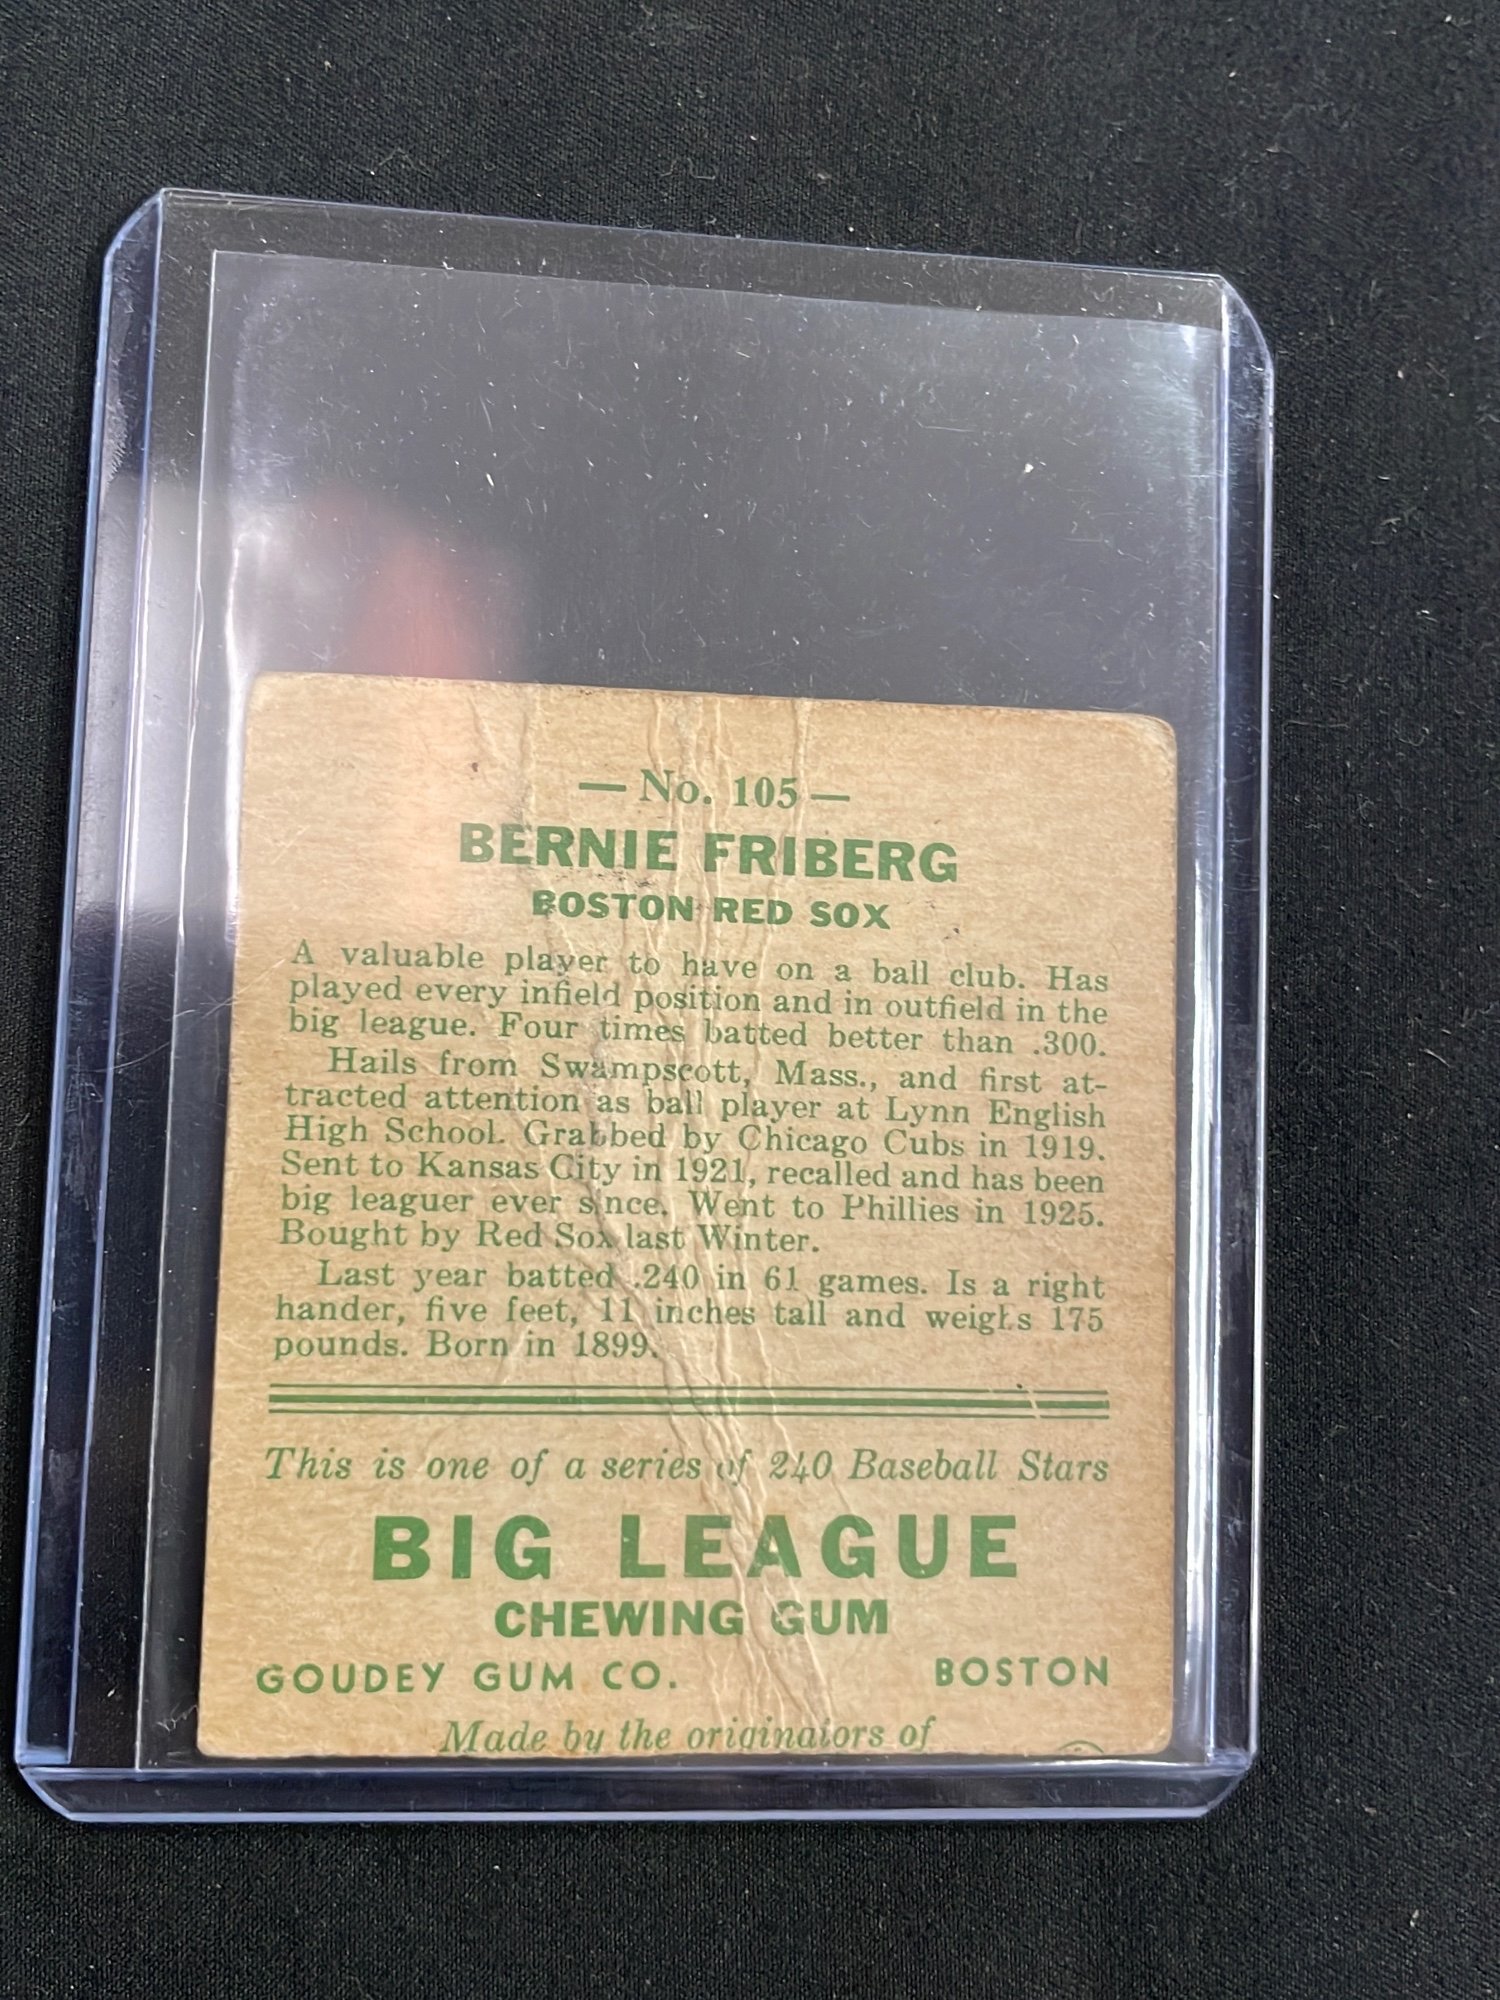 — No. 105 —
BERNIE FRIBERG
BOSTON RED SOX
A valuable player to have on a ball club. Has
played every infield position and in outfield in the
big league. Four times batted better than .300.
Hails from Swampscott, Mass., and first at-
tracted attention as ball player at Lynn English
High School. Grabbed by Chicago Cubs in 1919.
Sent to Kansas City in 1921, recalled and has been
big leaguer ever since. Went to Phillies in 1925.
Bought by Red Sox last Winter.
Last year batted .240 in 61 games. Is a right
hander, five feet, 11 inches tall and weighs 175
pounds. Born in 1899.
This is one of a series of 240 Baseball Stars
BIG LEAGUE
CHEWING GUM
GOUDEY GUM CO. BOSTON
Made by the originators of